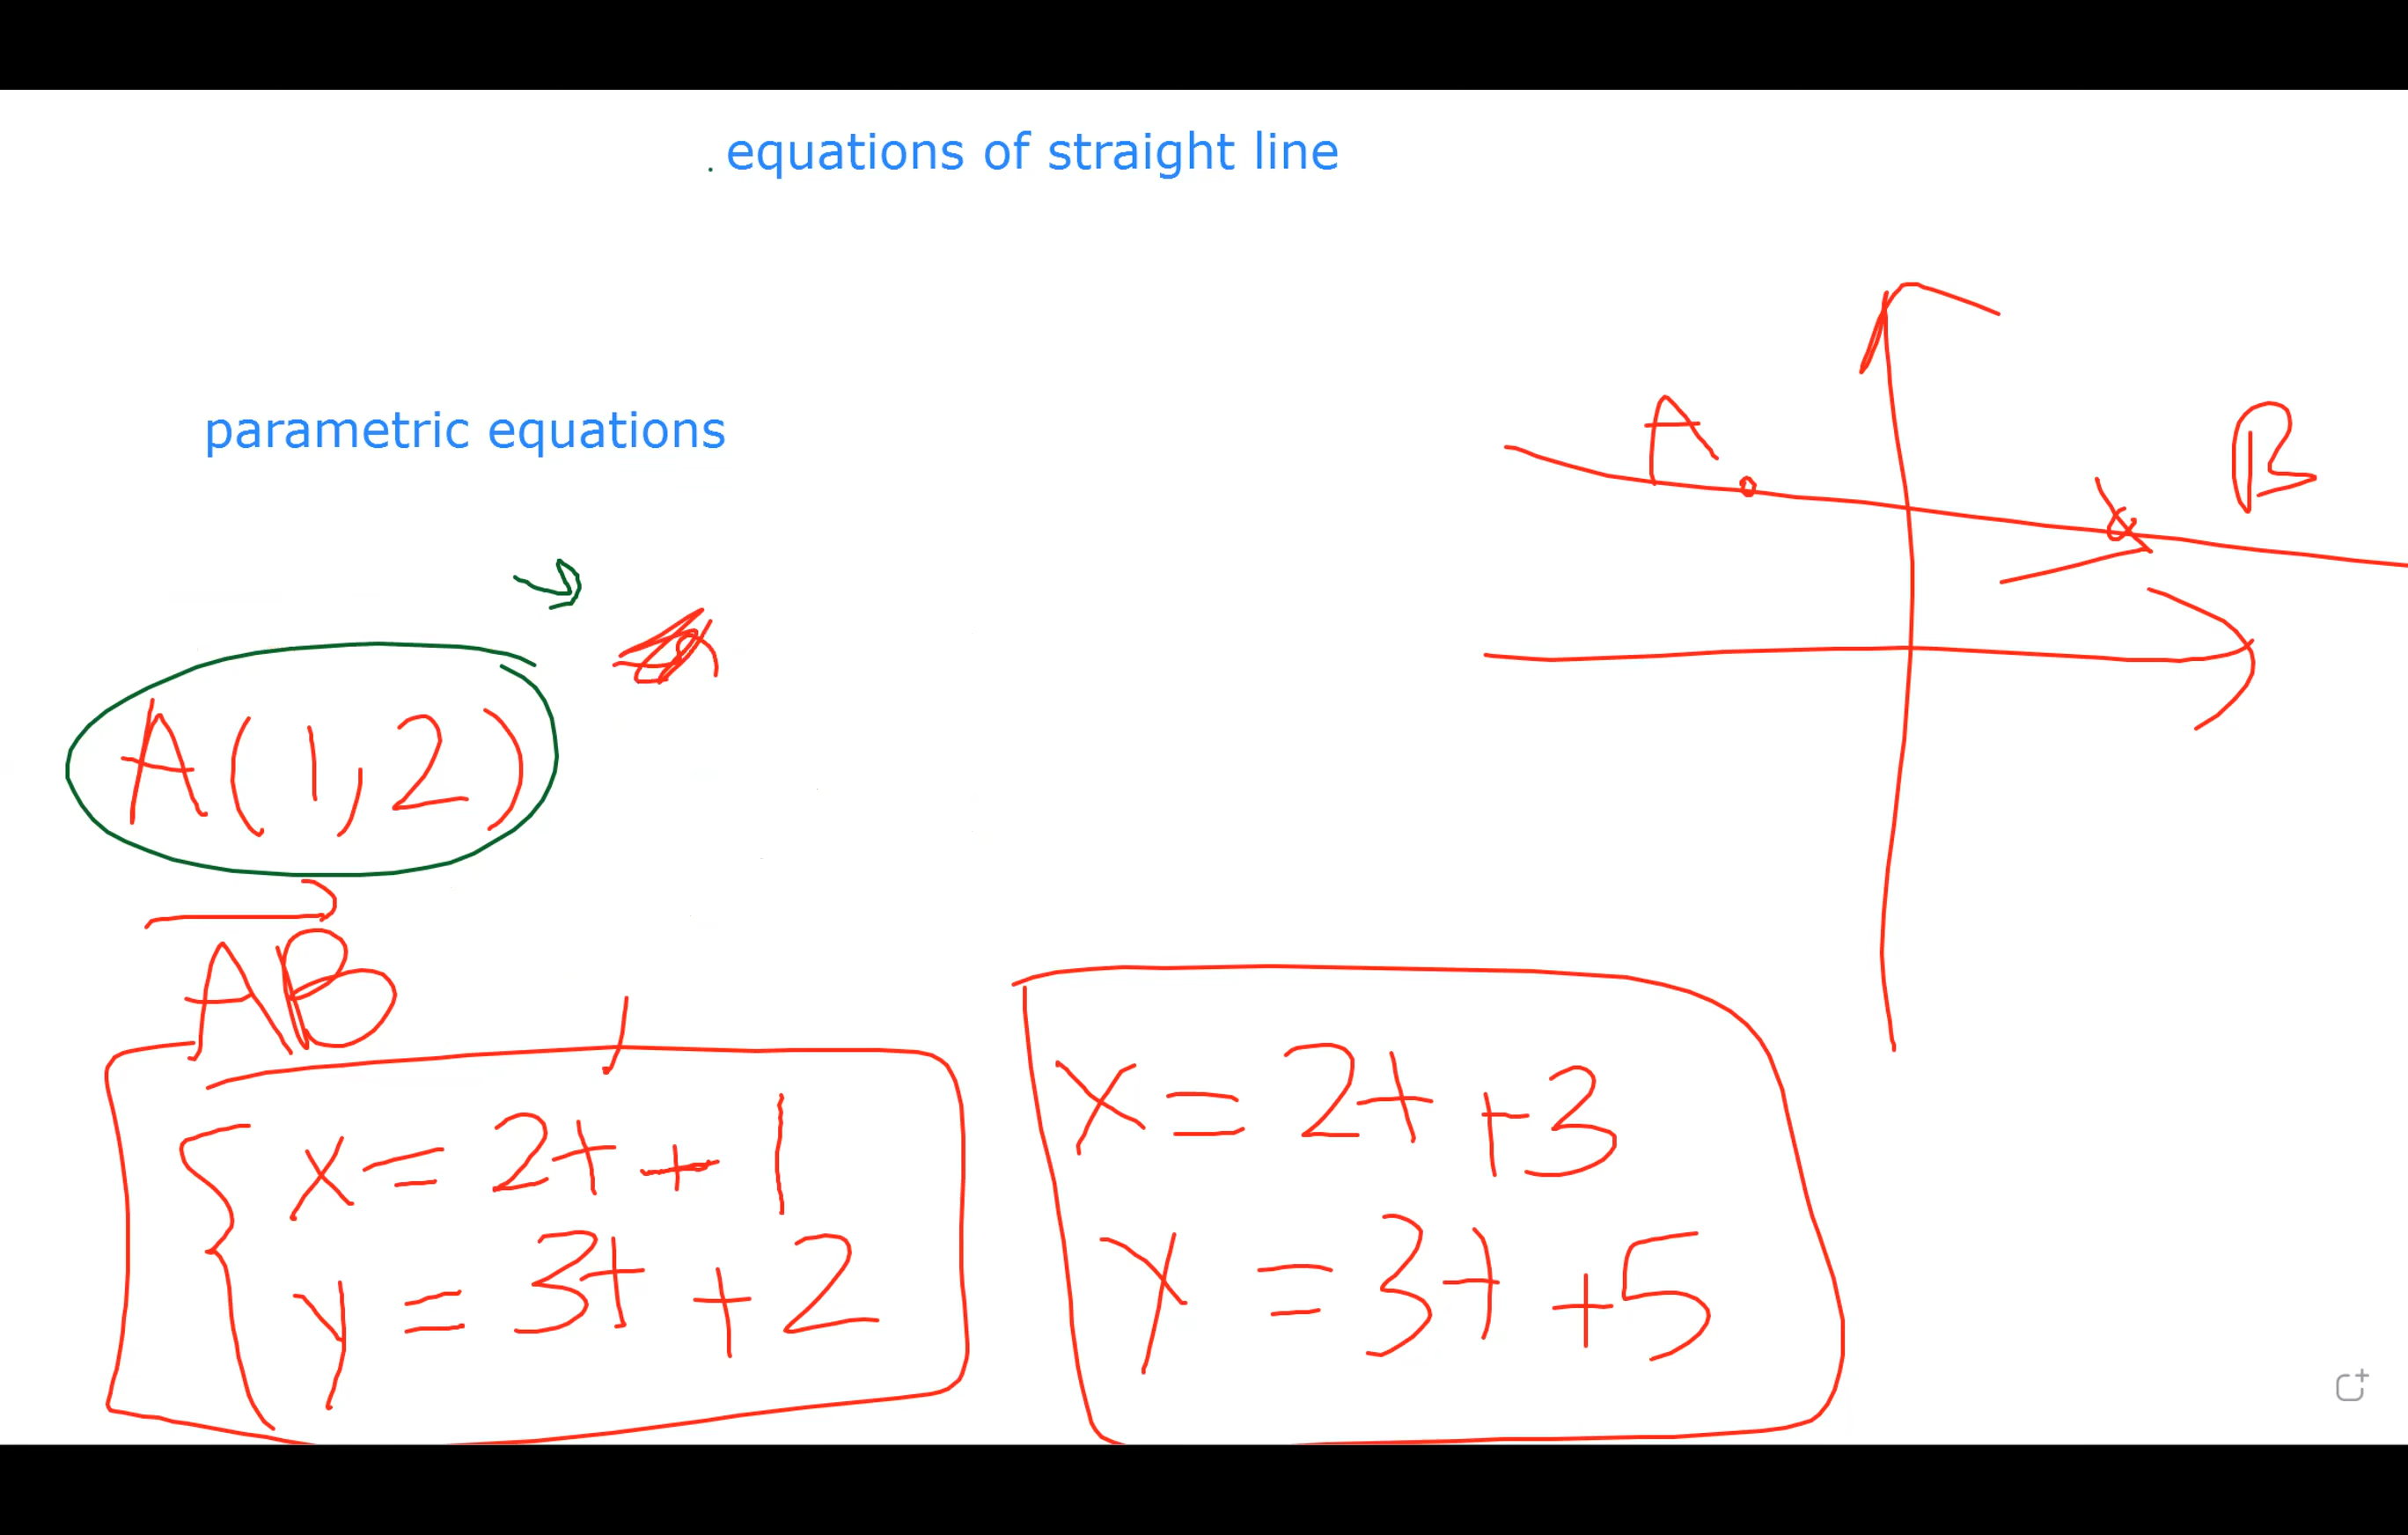 . equations of straight line
parametric equations
A
B
A(1,2)
AB
x = 2t + 1
y = 3t + 2
x = 2t + 3
y = 3t + 5